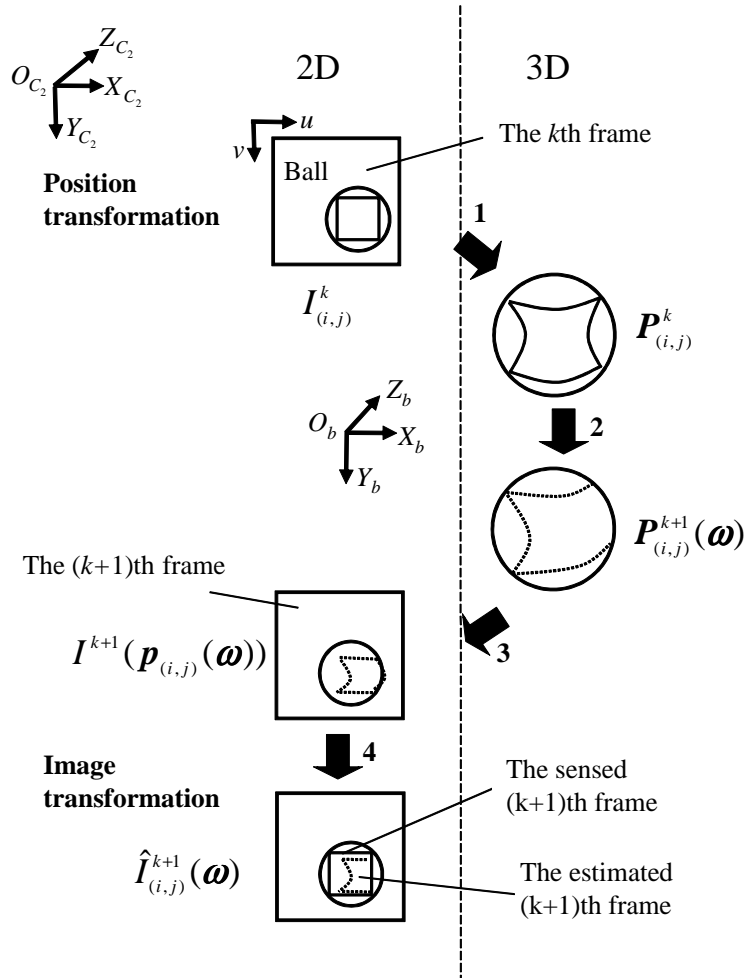 Z_{C_2}
O_{C_2}
X_{C_2}
Y_{C_2}
2D
3D
u
v
The kth frame
Ball
Position
transformation
1
I^{k}_{(i,j)}
P^{k}_{(i,j)}
Z_b
O_b
X_b
Y_b
2
P^{k+1}_{(i,j)}(ω)
The (k+1)th frame
I^{k+1}(p_{(i,j)}(ω))
3
4
Image
transformation
The sensed
(k+1)th frame
Î^{k+1}_{(i,j)}(ω)
The estimated
(k+1)th frame